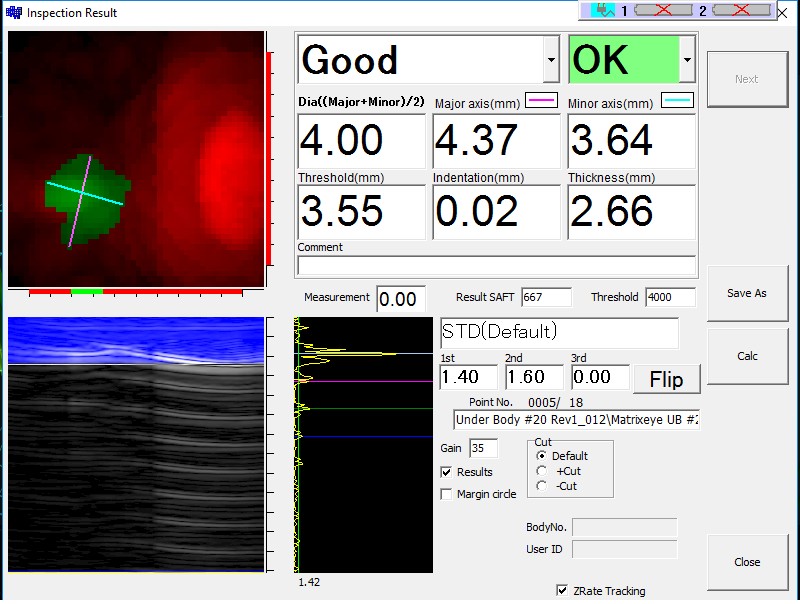 Inspection Result
1 2
Good OK
Next
Dia((Major+Minor)/2) Major axis(mm) Minor axis(mm)
4.00 4.37 3.64
Threshold(mm) Indentation(mm) Thickness(mm)
3.55 0.02 2.66
Comment
Measurement 0.00 Result SAFT 667 Threshold 4000
Save As
STD(Default)
Calc
1st 2nd 3rd
1.40 1.60 0.00 Flip
Point No. 0005/ 18
Under Body #20 Rev1_012\Matrixeye UB #2
Gain 35
Cut
Default
+Cut
-Cut
Results
Margin circle
BodyNo.
User ID
Close
1.42
ZRate Tracking